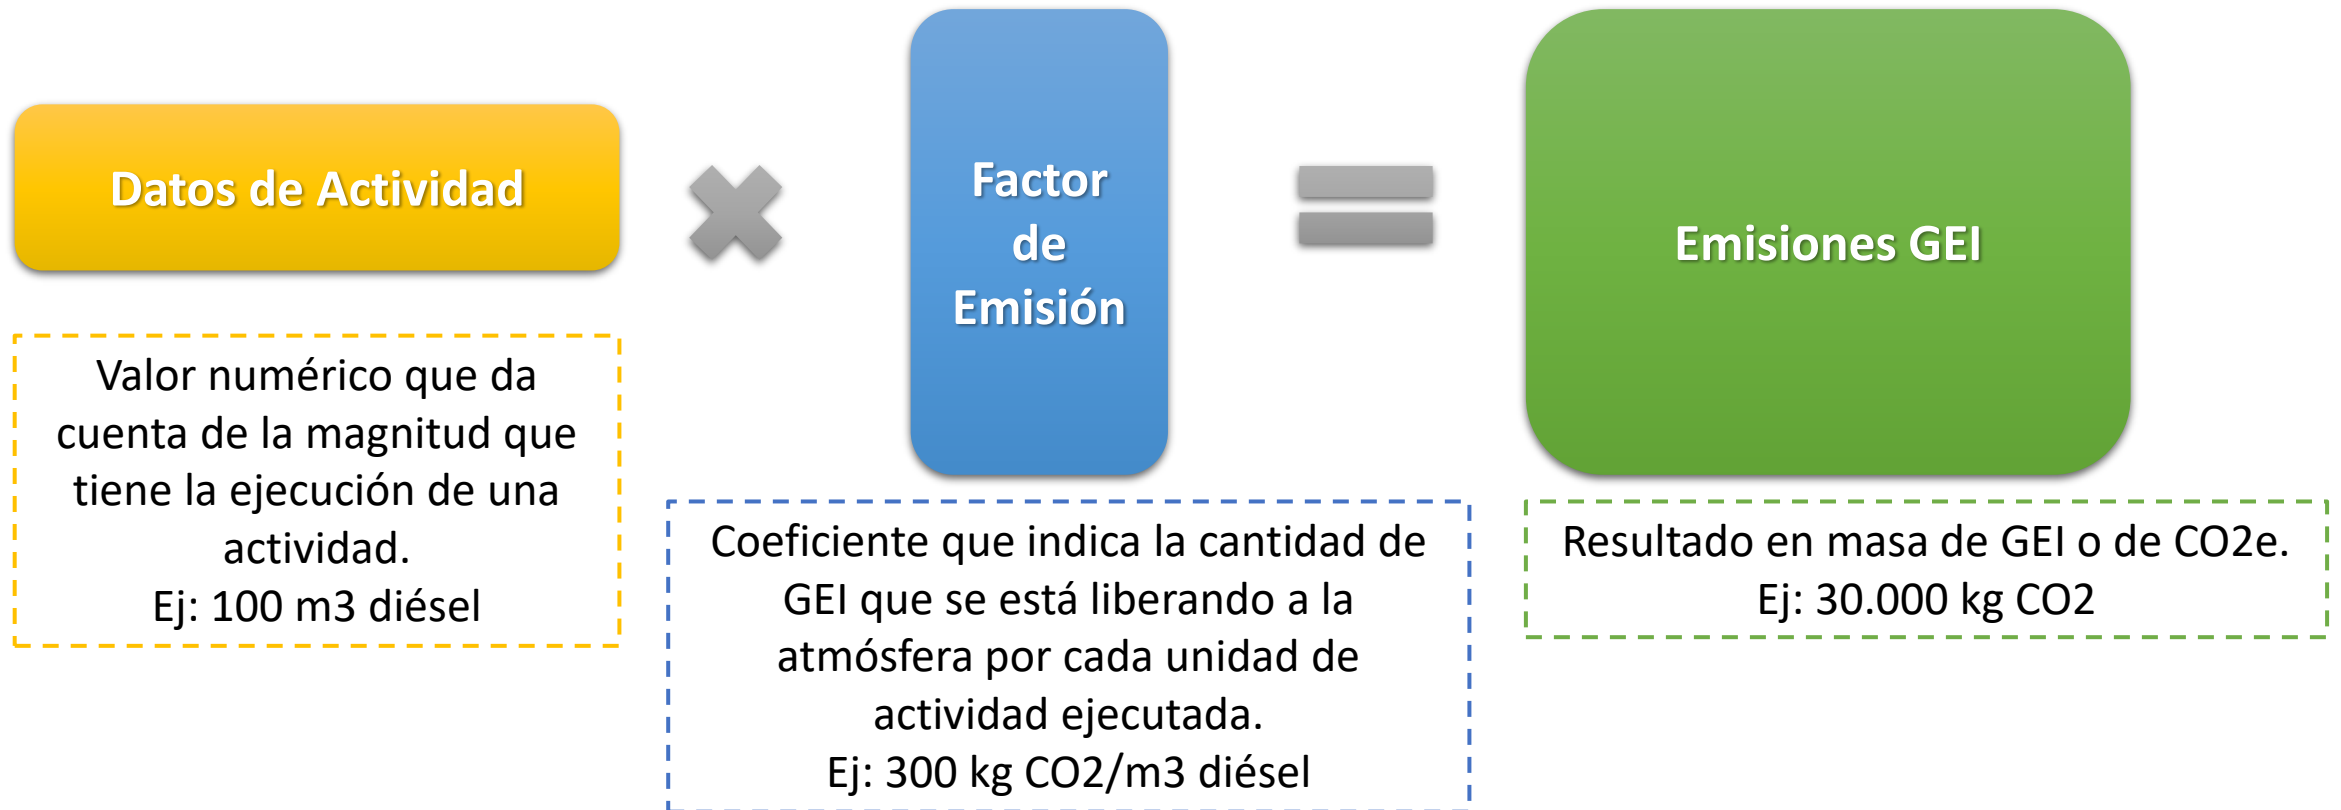 Datos de Actividad
Factor
de
Emisión
Emisiones GEI
Valor numérico que da
cuenta de la magnitud que
tiene la ejecución de una
actividad.
Ej: 100 m3 diésel
Coeficiente que indica la cantidad de
GEI que se está liberando a la
atmósfera por cada unidad de
actividad ejecutada.
Ej: 300 kg CO2/m3 diésel
Resultado en masa de GEI o de CO2e.
Ej: 30.000 kg CO2